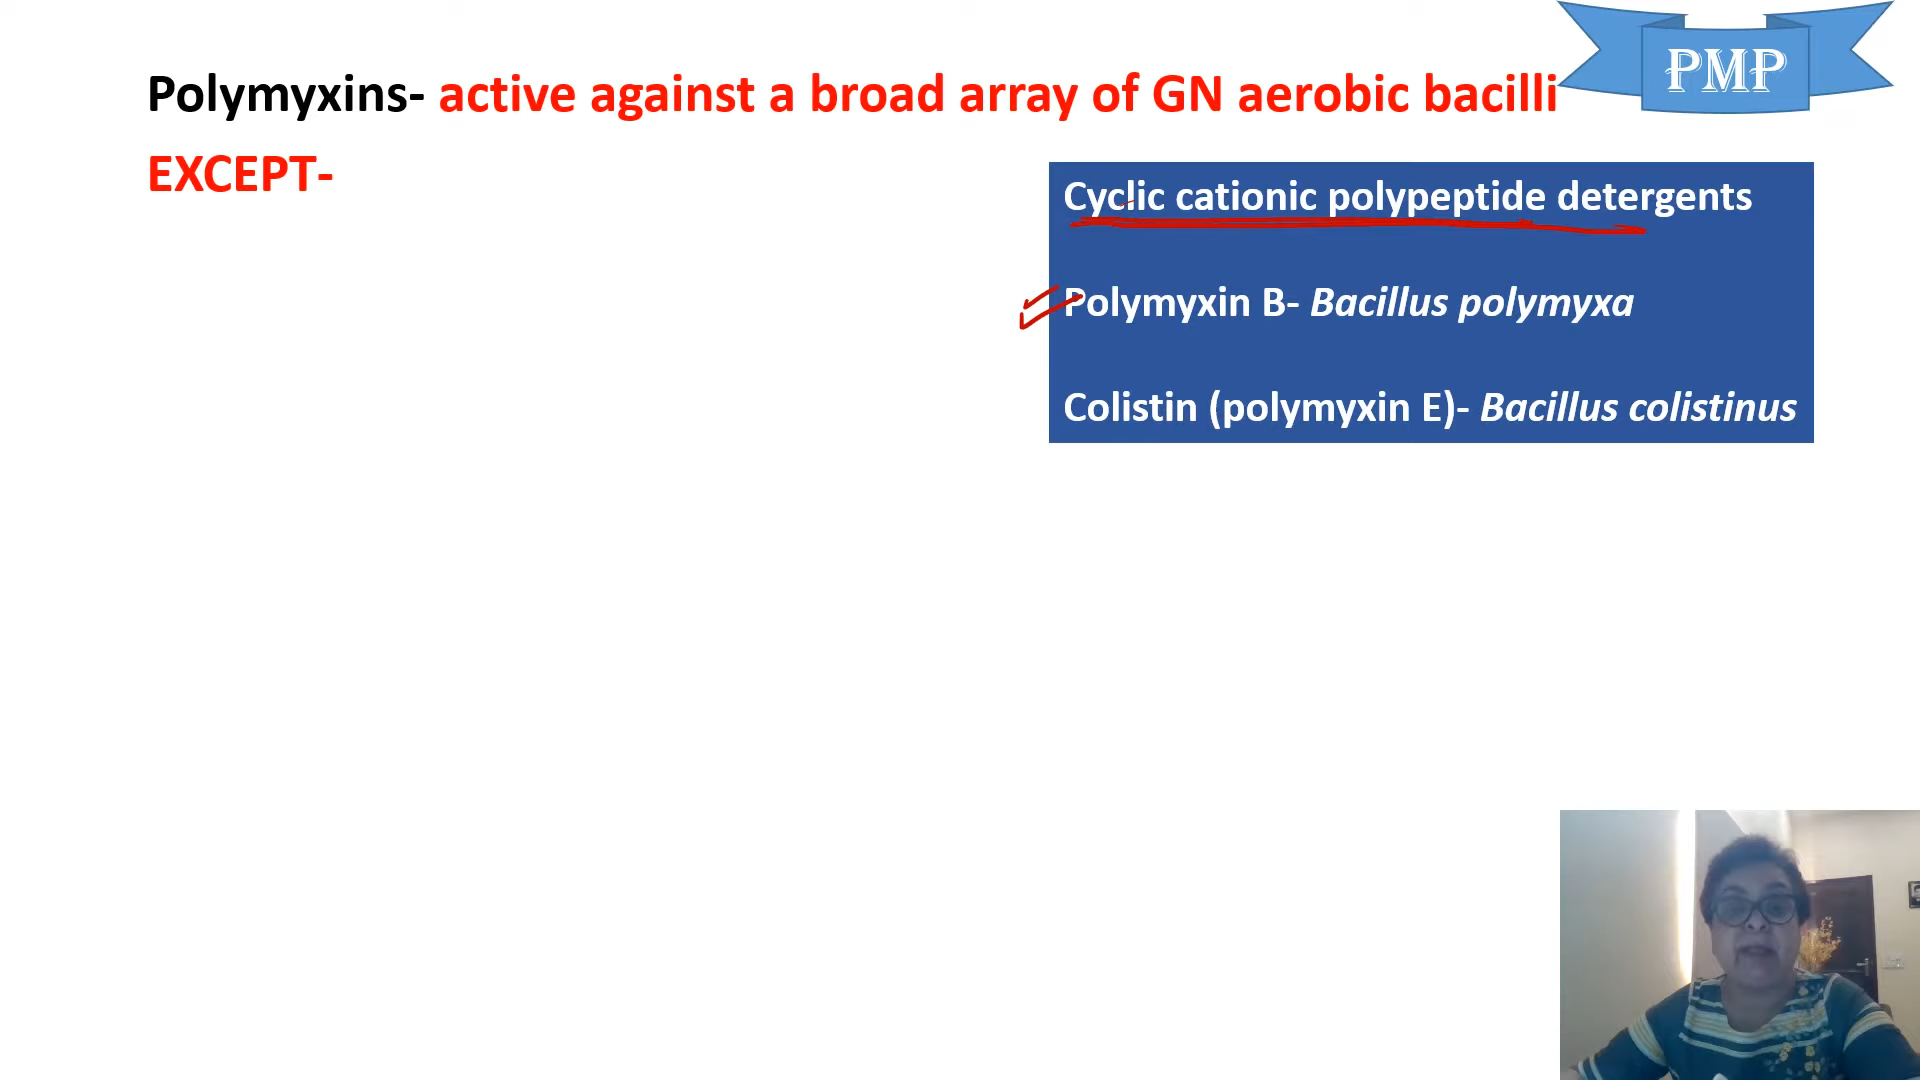 PMP
Polymyxins- active against a broad array of GN aerobic bacilli
EXCEPT-
Cyclic cationic polypeptide detergents
Polymyxin B- Bacillus polymyxa
Colistin (polymyxin E)- Bacillus colistinus